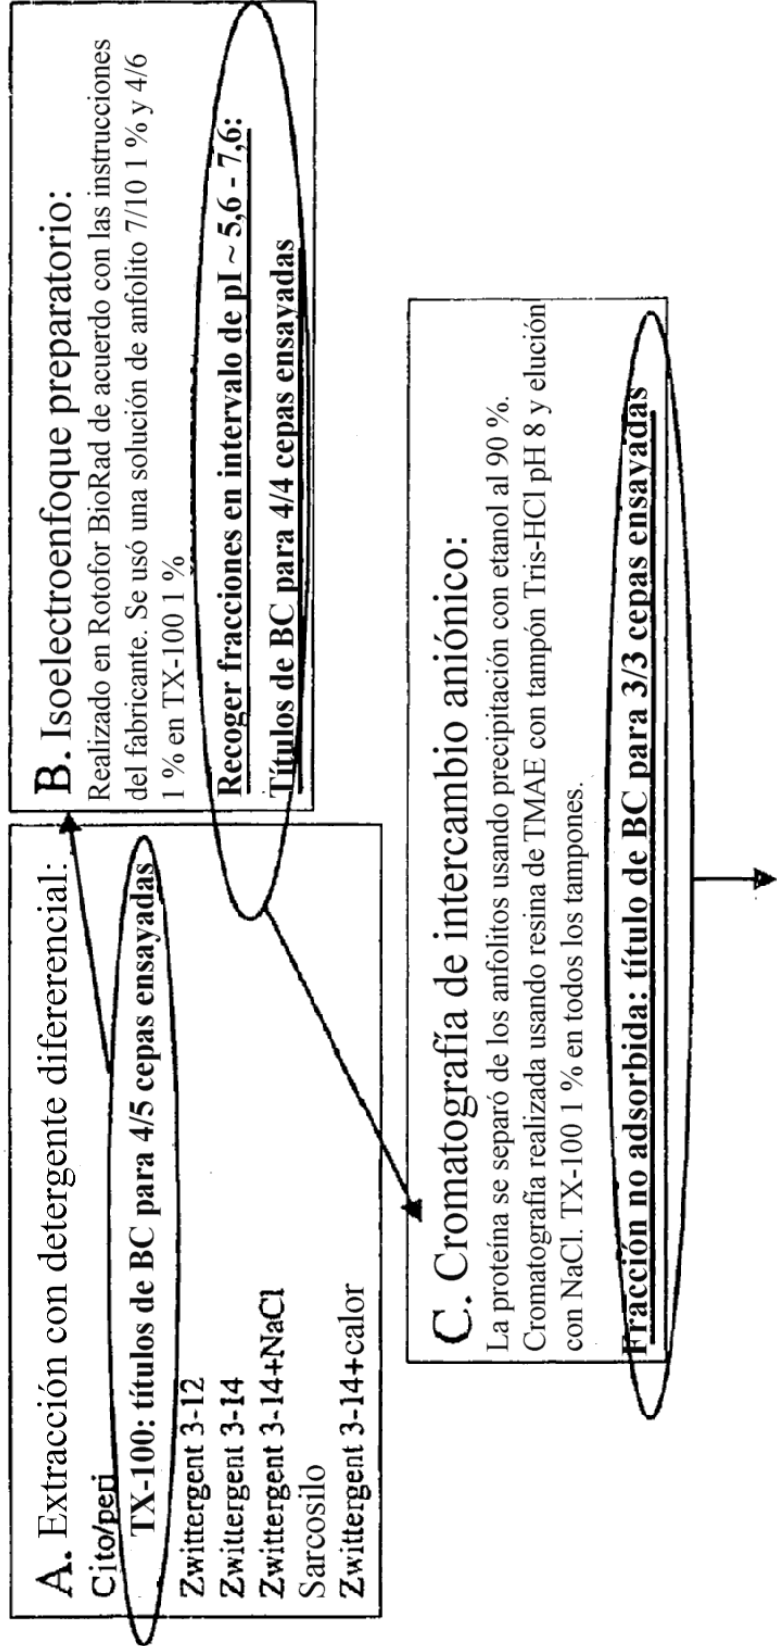 A. Extracción con detergente difererencial:
Cito/peri
TX-100: títulos de BC para 4/5 cepas ensayadas
Zwittergent 3-12
Zwittergent 3-14
Zwittergent 3-14+NaCl
Sarcosilo
Zwittergent 3-14+calor
B. Isoelectroenfoque preparatorio:
Realizado en Rotofor BioRad de acuerdo con las instrucciones
del fabricante. Se usó una solución de anfolito 7/10 1 % y 4/6
1 % en TX-100 1 %
Recoger fracciones en intervalo de pI ~ 5,6 - 7,6:
Títulos de BC para 4/4 cepas ensayadas
C. Cromatografía de intercambio aniónico:
La proteína se separó de los anfolitos usando precipitación con etanol al 90 %.
Cromatografía realizada usando resina de TMAE con tampón Tris-HCl pH 8 y elución
con NaCl. TX-100 1 % en todos los tampones.
Fracción no adsorbida: título de BC para 3/3 cepas ensayadas